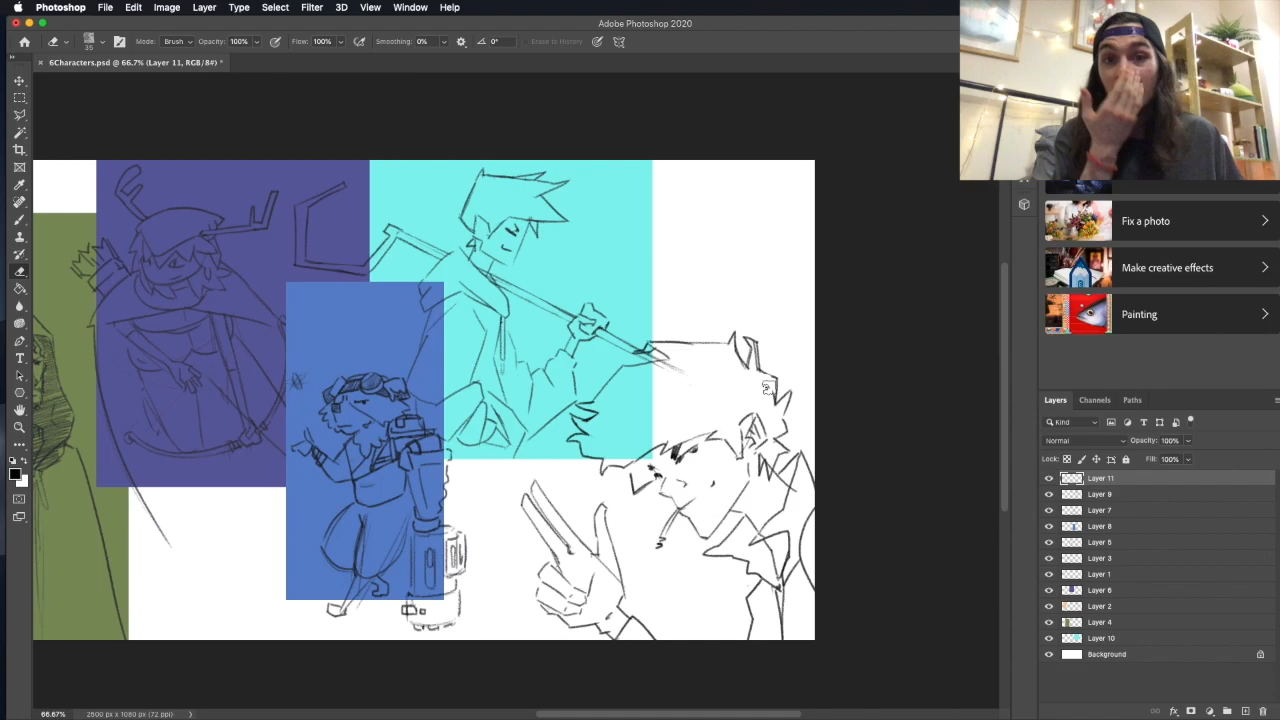 Photoshop File Edit Image Layer Type Select Filter 3D View Window Help
Adobe Photoshop 2020
35 Mode: Brush Opacity: 100% Flow: 100% Smoothing: 0% 0° Erase to History
× 6Characters.psd @ 66.7% (Layer 11, RGB/8#) *
Fix a photo
Make creative effects
Painting
Layers Channels Paths
Kind
Normal Opacity: 100%
Lock: Fill: 100%
Layer 11
Layer 9
Layer 7
Layer 8
Layer 5
Layer 3
Layer 1
Layer 6
Layer 2
Layer 4
Layer 10
Background
66.67% 2500 px x 1080 px (72 ppi)